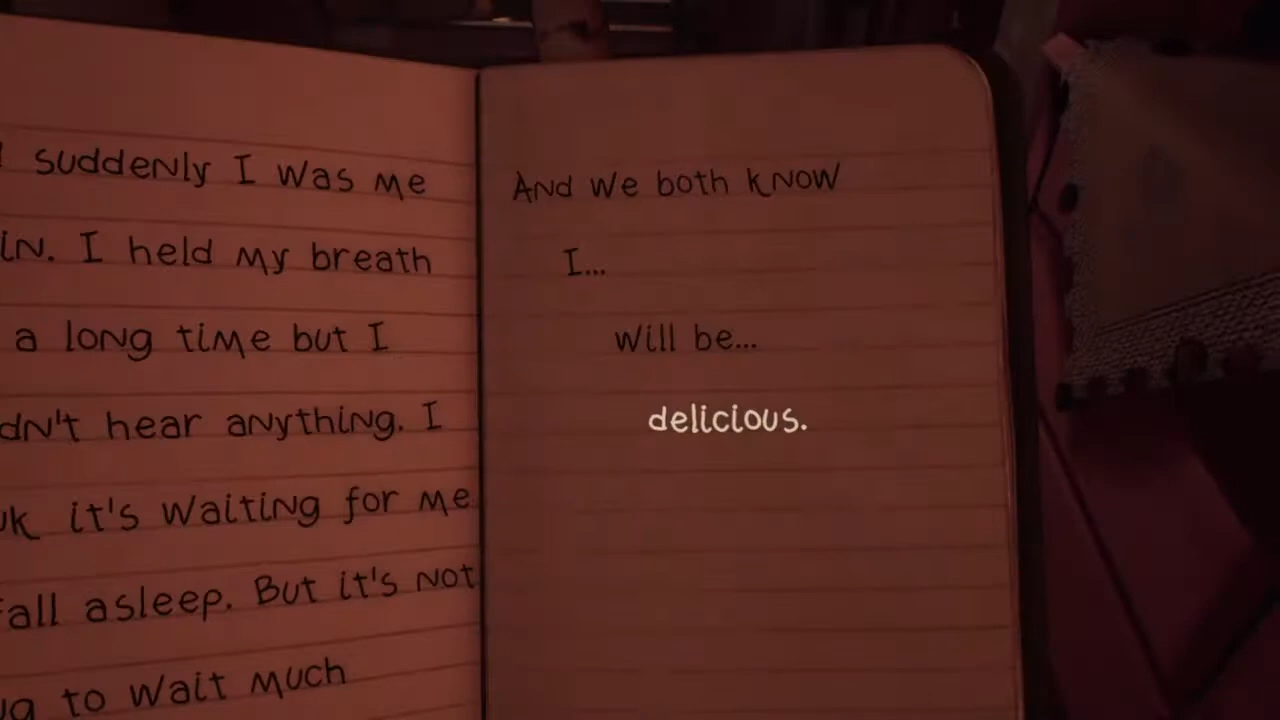 suddenly I was me
in. I held my breath
a long time but I
dn't hear anything. I
it's waiting for me
fall asleep. But it's not
to wait much
And we both know
I...
will be...
delicious.